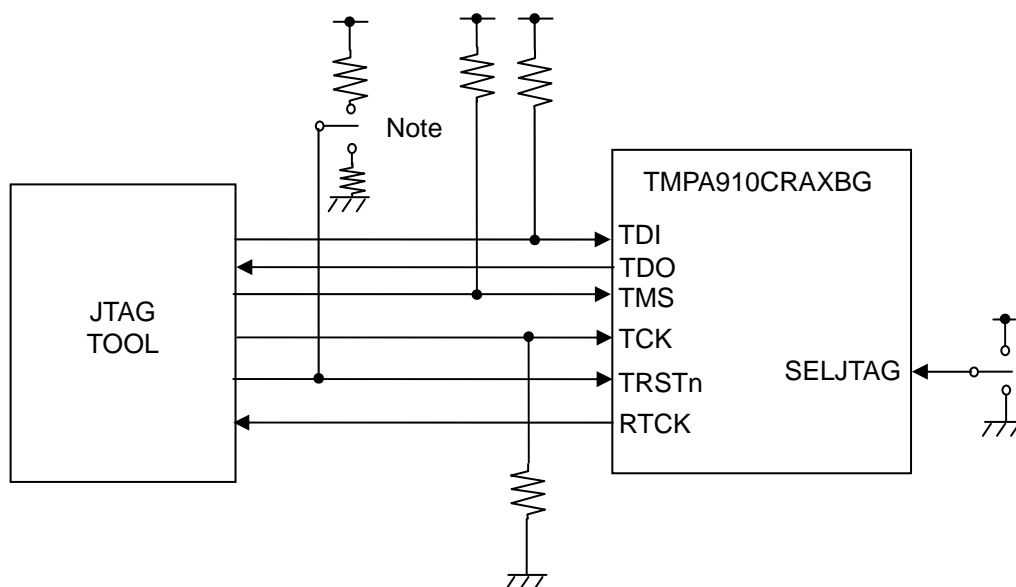 Note
TMPA910CRAXBG
JTAG
TOOL
TDI
TDO
TMS
TCK
TRSTn
RTCK
SELJTAG